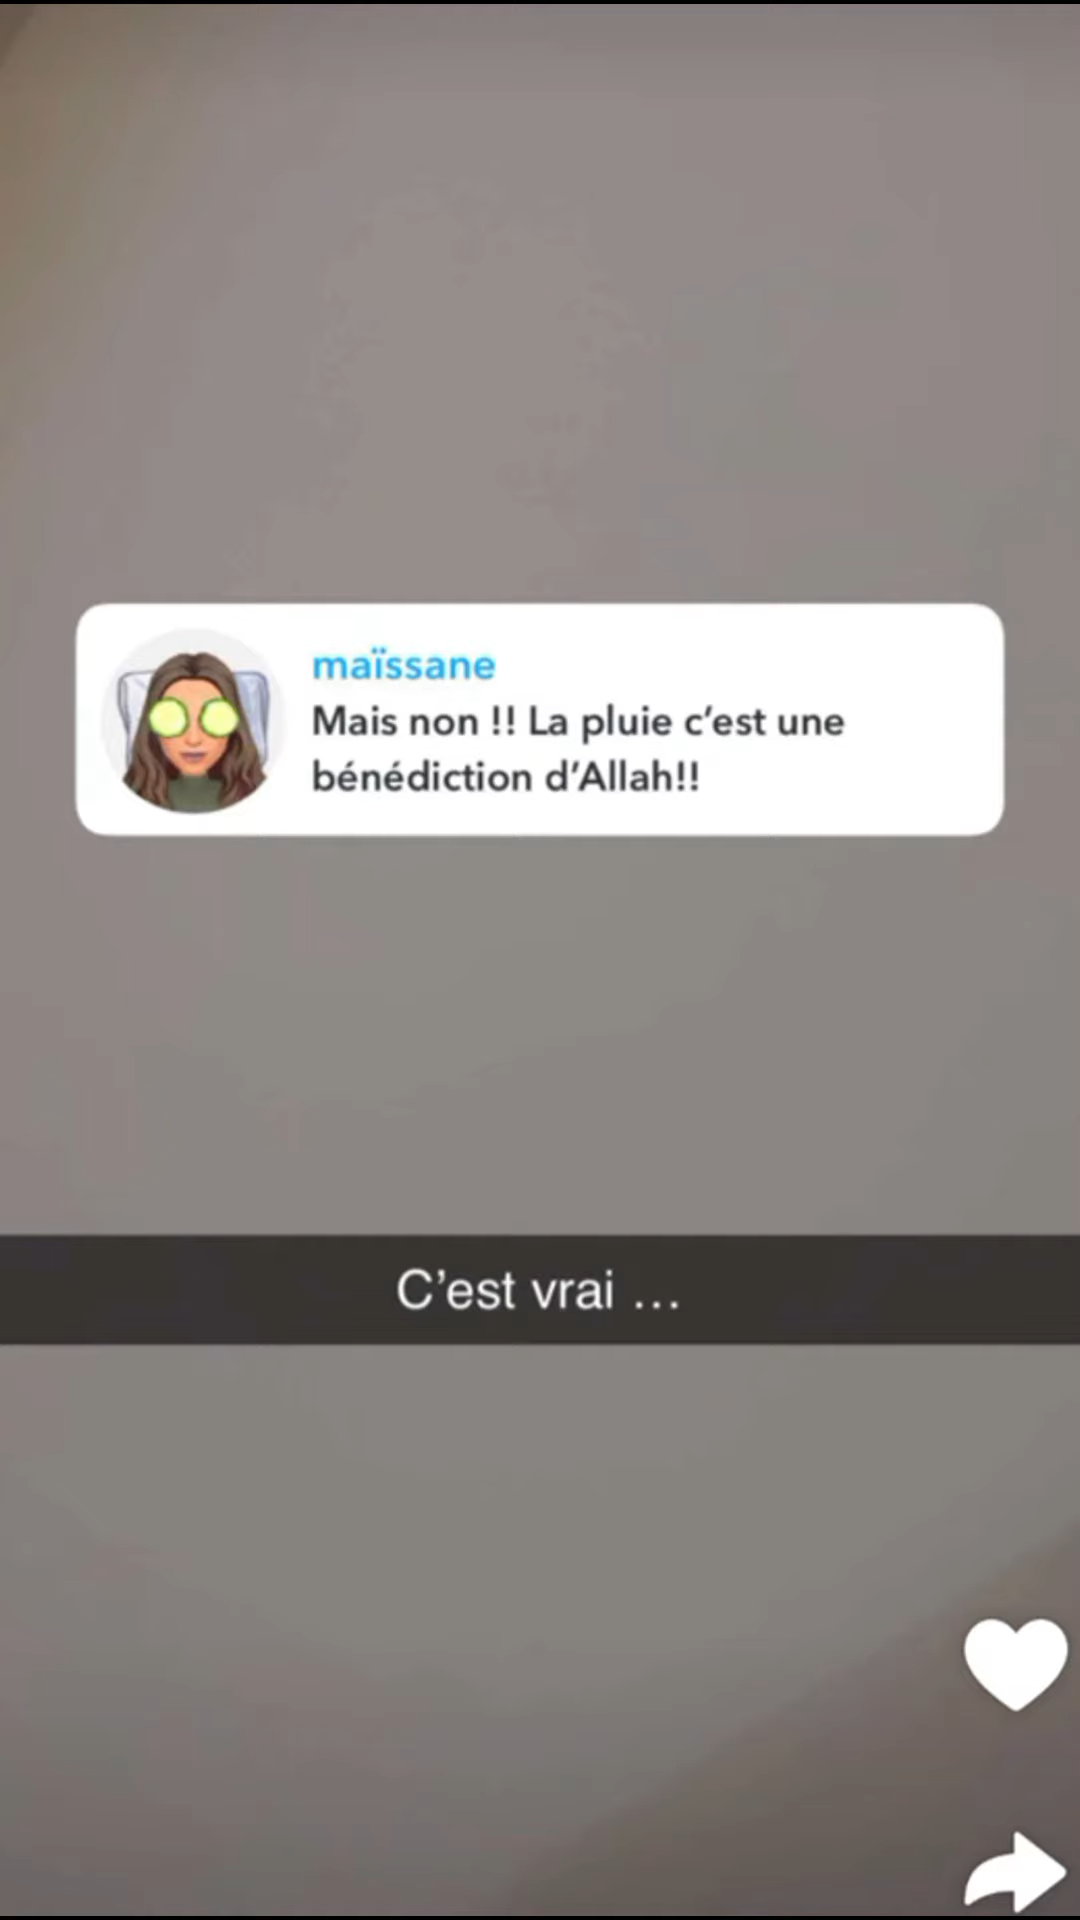 maïssane
Mais non !! La pluie c’est une
bénédiction d’Allah!!
C’est vrai ...